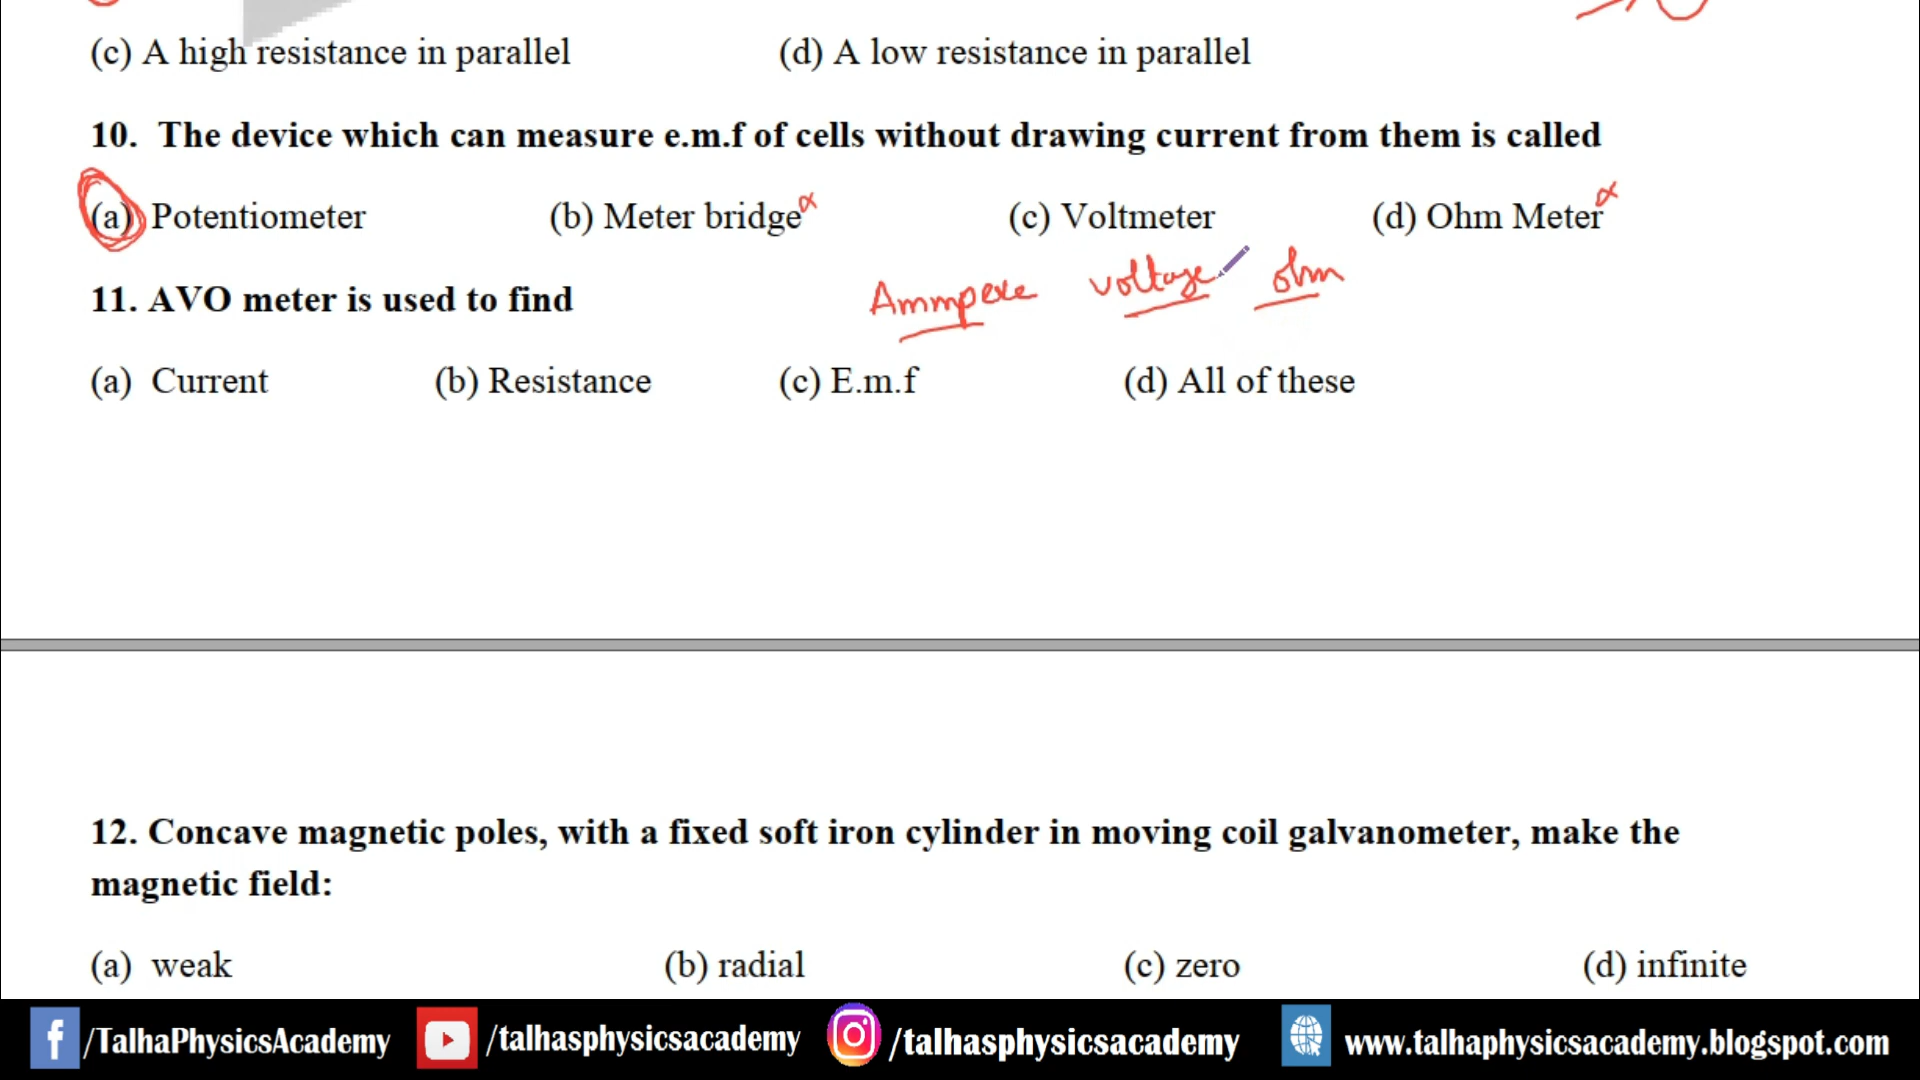 (c) A high resistance in parallel (d) A low resistance in parallel
10. The device which can measure e.m.f of cells without drawing current from them is called
(a) Potentiometer (b) Meter bridge (c) Voltmeter (d) Ohm Meter
Ammpere voltage ohm
11. AVO meter is used to find
(a) Current (b) Resistance (c) E.m.f (d) All of these
12. Concave magnetic poles, with a fixed soft iron cylinder in moving coil galvanometer, make the
magnetic field:
(a) weak (b) radial (c) zero (d) infinite
/TalhaPhysicsAcademy /talhasphysicsacademy /talhasphysicsacademy www.talhaphysicsacademy.blogspot.com